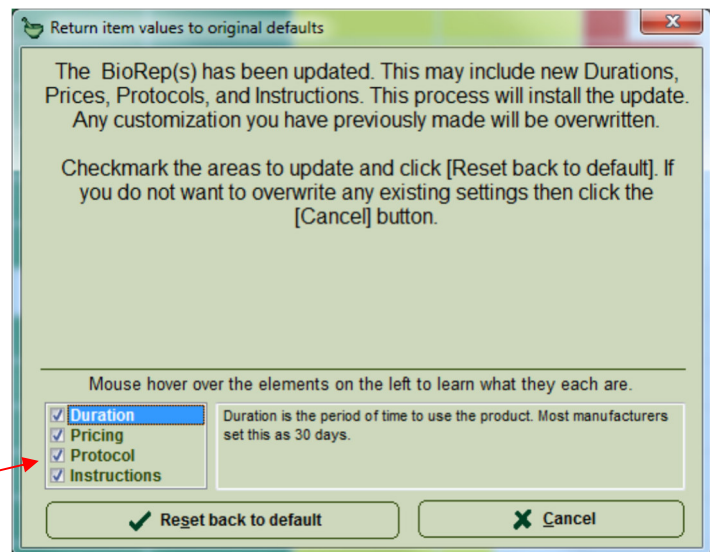 Return item values to original defaults
The BioRep(s) has been updated. This may include new Durations,
Prices, Protocols, and Instructions. This process will install the update.
Any customization you have previously made will be overwritten.
Checkmark the areas to update and click [Reset back to default]. If
you do not want to overwrite any existing settings then click the
[Cancel] button.
Mouse hover over the elements on the left to learn what they each are.
Duration
Pricing
Protocol
Instructions
Duration is the period of time to use the product. Most manufacturers
set this as 30 days.
Reset back to default
Cancel